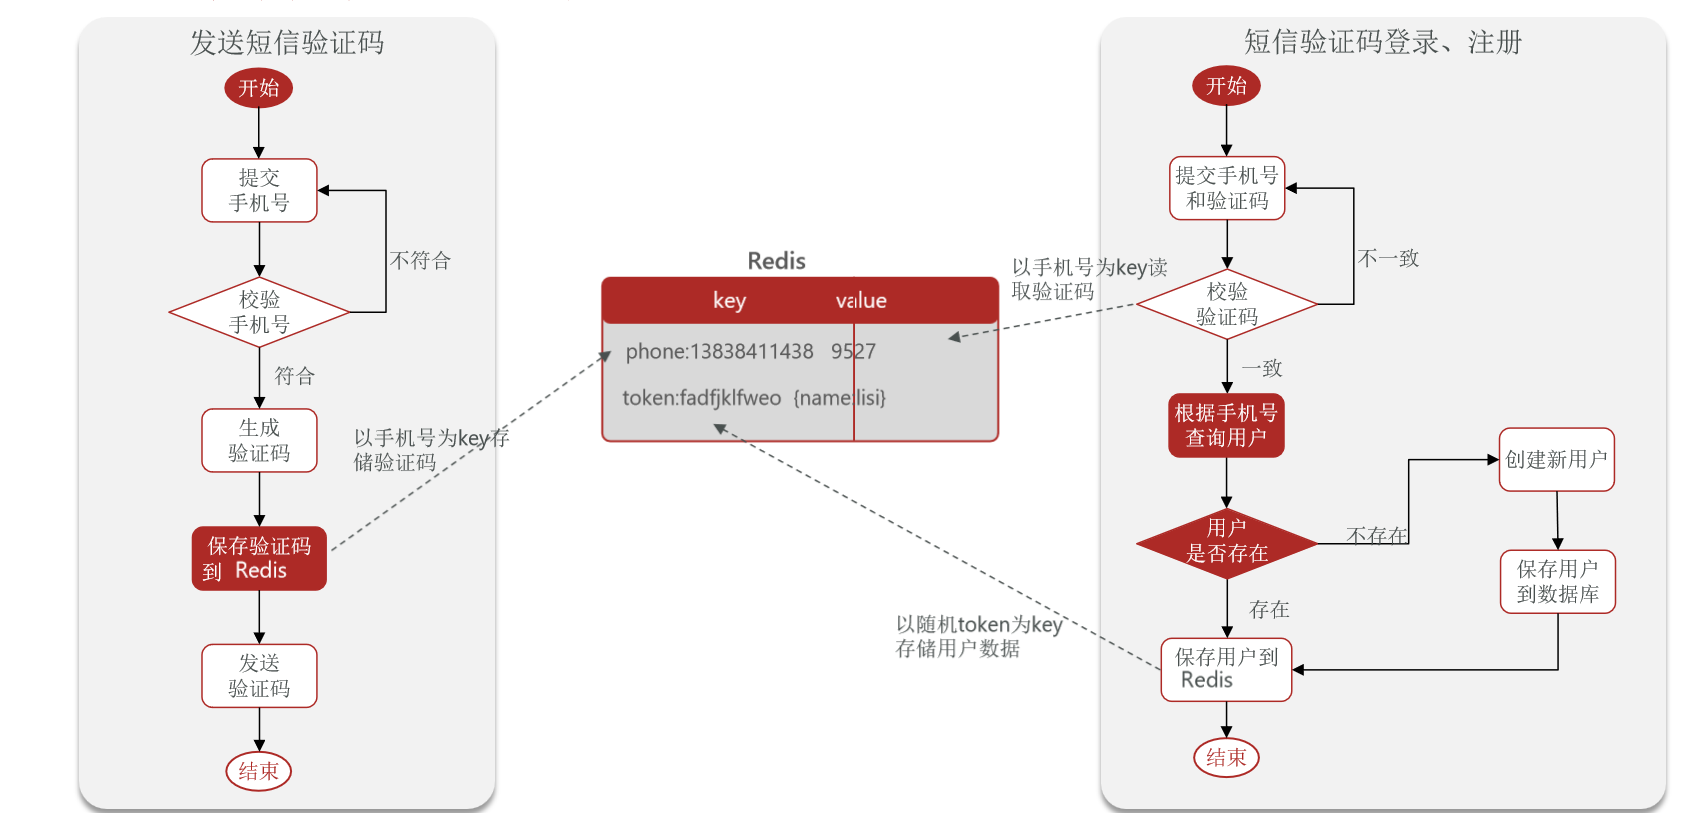 发送短信验证码
开始
提交
手机号
不符合
校验
手机号
符合
生成
验证码
以手机号为key存
储验证码
保存验证码
到 Redis
发送
验证码
结束
Redis
key value
phone:13838411438 9527
token:fadfjklfweo {name:lisi}
以手机号为key读
取验证码
以随机token为key
存储用户数据
短信验证码登录、注册
开始
提交手机号
和验证码
不一致
校验
验证码
一致
根据手机号
查询用户
用户
是否存在
不存在
创建新用户
保存用户
到数据库
存在
保存用户到
Redis
结束